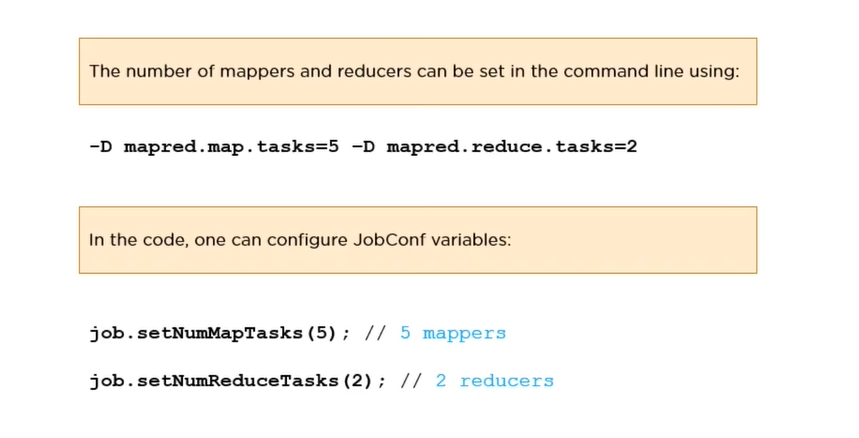 The number of mappers and reducers can be set in the command line using:
-D mapred.map.tasks=5 -D mapred.reduce.tasks=2
In the code, one can configure JobConf variables:
job.setNumMapTasks(5); // 5 mappers
job.setNumReduceTasks(2); // 2 reducers